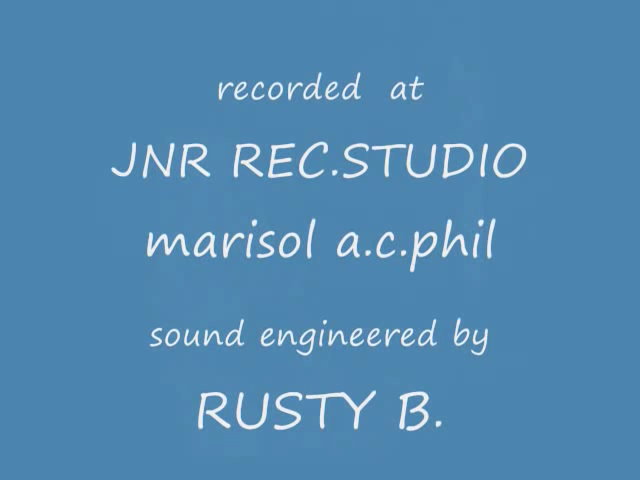 recorded at
JNR REC.STUDIO
marisol a.c.phil
sound engineered by
RUSTY B.